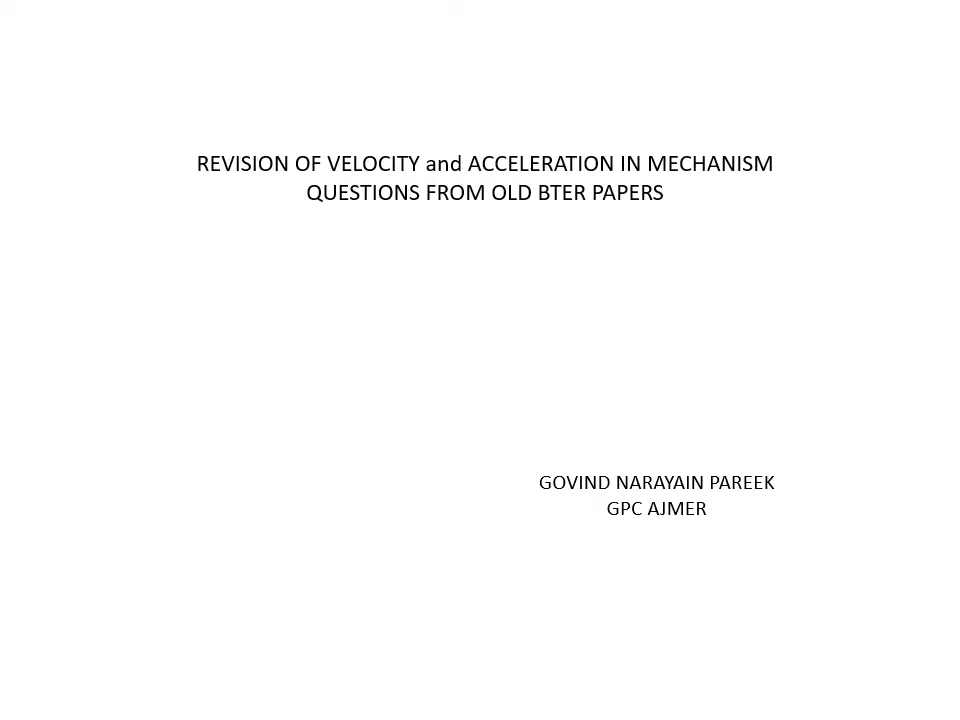 REVISION OF VELOCITY and ACCELERATION IN MECHANISM
QUESTIONS FROM OLD BTER PAPERS
GOVIND NARAYAIN PAREEK
GPC AJMER